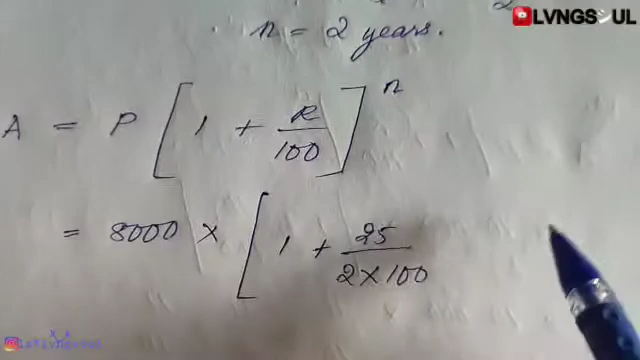 LVNGSOUL
n = 2 years.
A = P [ 1 + R/100 ]^n
= 8000 × [ 1 + 25/2×100